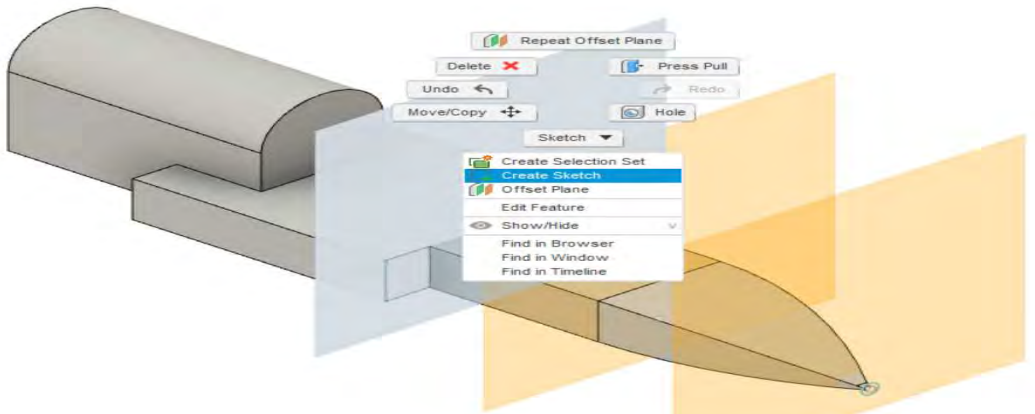 Repeat Offset Plane
Delete
Press Pull
Undo
Redo
Move/Copy
Hole
Sketch
Create Selection Set
Create Sketch
Offset Plane
Edit Feature
Show/Hide v
Find in Browser
Find in Window
Find in Timeline